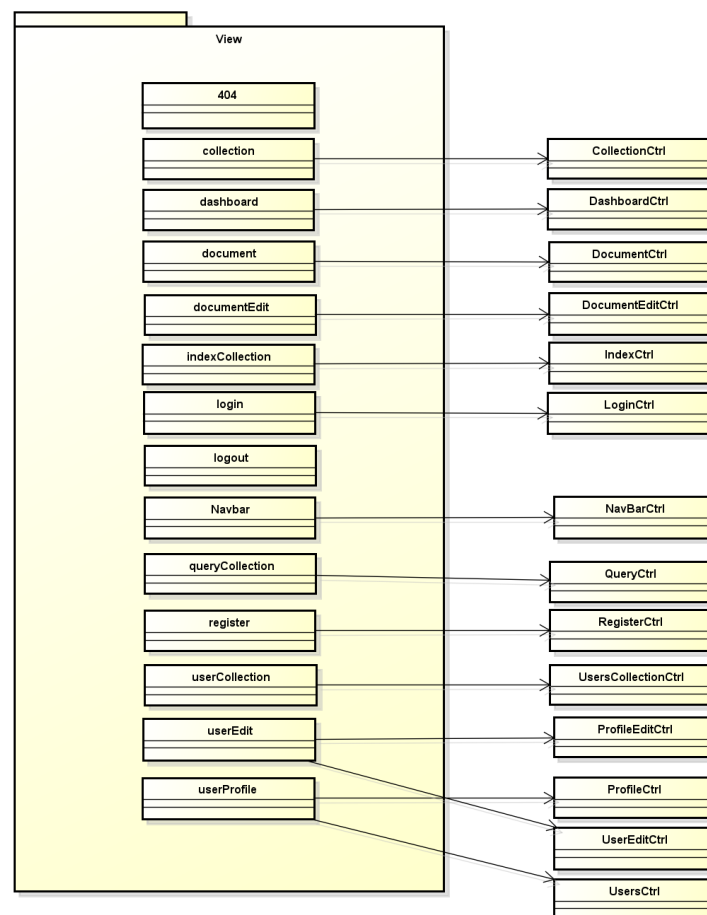 View
404
collection
CollectionCtrl
dashboard
DashboardCtrl
document
DocumentCtrl
documentEdit
DocumentEditCtrl
indexCollection
IndexCtrl
login
LoginCtrl
logout
Navbar
NavBarCtrl
queryCollection
QueryCtrl
register
RegisterCtrl
userCollection
UsersCollectionCtrl
userEdit
ProfileEditCtrl
userProfile
ProfileCtrl
UserEditCtrl
UsersCtrl